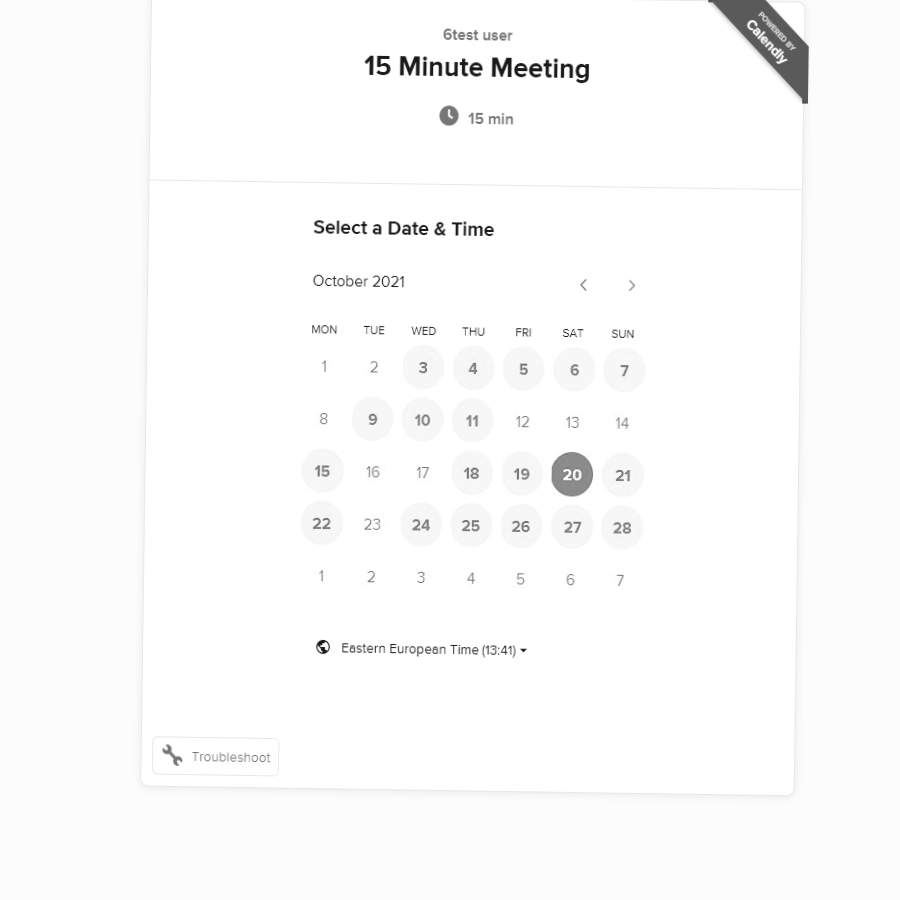 POWERED BY
Calendly
6test user
15 Minute Meeting
15 min
Select a Date & Time
October 2021
MON TUE WED THU FRI SAT SUN
1 2 3 4 5 6 7
8 9 10 11 12 13 14
15 16 17 18 19 20 21
22 23 24 25 26 27 28
1 2 3 4 5 6 7
Eastern European Time (13:41)
Troubleshoot